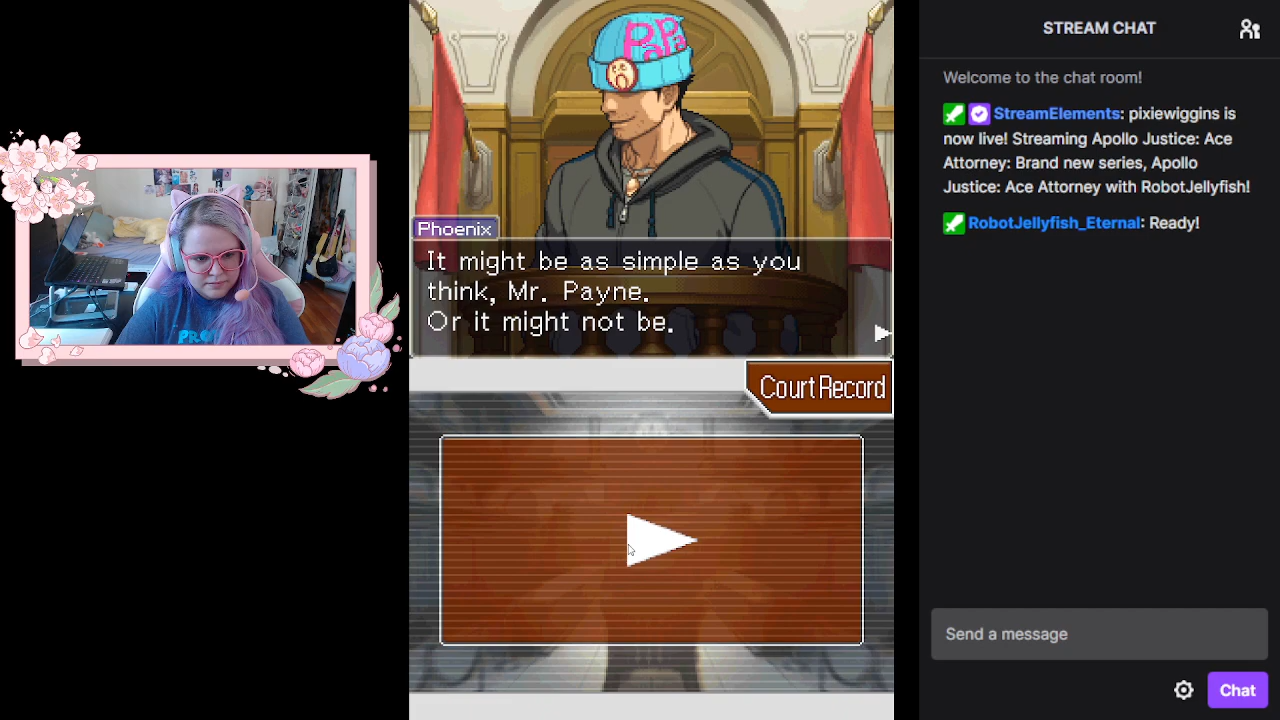 PaPa
Phoenix
It might be as simple as you
think, Mr. Payne.
Or it might not be.
Court Record
STREAM CHAT
Welcome to the chat room!
StreamElements: pixiewiggins is
now live! Streaming Apollo Justice: Ace
Attorney: Brand new series, Apollo
Justice: Ace Attorney with RobotJellyfish!
RobotJellyfish_Eternal: Ready!
Send a message
Chat